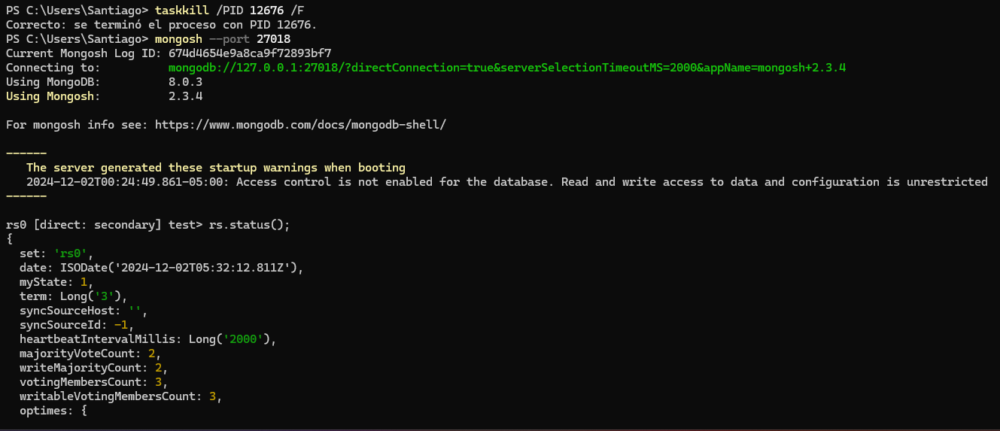 PS C:\Users\Santiago> taskkill /PID 12676 /F
Correcto: se terminó el proceso con PID 12676.
PS C:\Users\Santiago> mongosh --port 27018
Current Mongosh Log ID: 674d4654e9a8ca9f72893bf7
Connecting to:          mongodb://127.0.0.1:27018/?directConnection=true&serverSelectionTimeoutMS=2000&appName=mongosh+2.3.4
Using MongoDB:          8.0.3
Using Mongosh:          2.3.4

For mongosh info see: https://www.mongodb.com/docs/mongodb-shell/

------
   The server generated these startup warnings when booting
   2024-12-02T00:24:49.861-05:00: Access control is not enabled for the database. Read and write access to data and configuration is unrestricted
------

rs0 [direct: secondary] test> rs.status();
{
  set: 'rs0',
  date: ISODate('2024-12-02T05:32:12.811Z'),
  myState: 1,
  term: Long('3'),
  syncSourceHost: '',
  syncSourceId: -1,
  heartbeatIntervalMillis: Long('2000'),
  majorityVoteCount: 2,
  writeMajorityCount: 2,
  votingMembersCount: 3,
  writableVotingMembersCount: 3,
  optimes: {